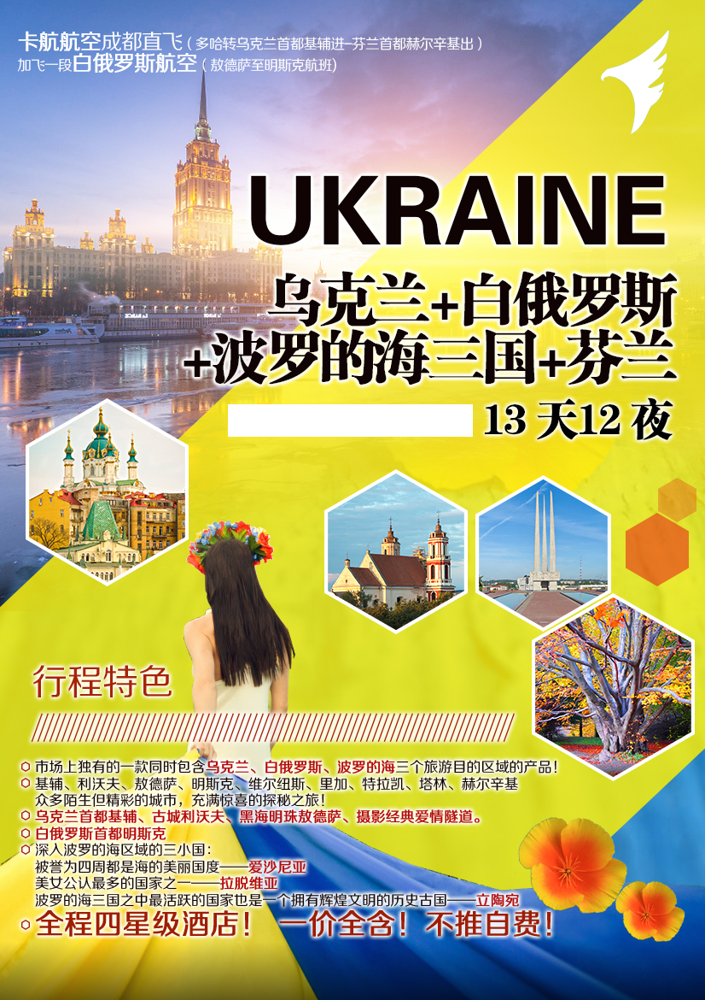 卡航航空成都直飞（多哈转乌克兰首都基辅进-芬兰首都赫尔辛基出）
加飞一段白俄罗斯航空（敖德萨至明斯克航班)
UKRAINE
乌克兰+白俄罗斯
+波罗的海三国+芬兰
13 天12 夜
行程特色
市场上独有的一款同时包含乌克兰、白俄罗斯、波罗的海三个旅游目的区域的产品！
基辅、利沃夫、敖德萨、明斯克、维尔纽斯、里加、特拉凯、塔林、赫尔辛基
众多陌生但精彩的城市，充满惊喜的探秘之旅！
乌克兰首都基辅、古城利沃夫、黑海明珠敖德萨、摄影经典爱情隧道。
白俄罗斯首都明斯克
深入波罗的海区域的三小国：
被誉为四周都是海的美丽国度——爱沙尼亚
美女公认最多的国家之一——拉脱维亚
波罗的海三国之中最活跃的国家也是一个拥有辉煌文明的历史古国——立陶宛
全程四星级酒店！ 一价全含！不推自费！